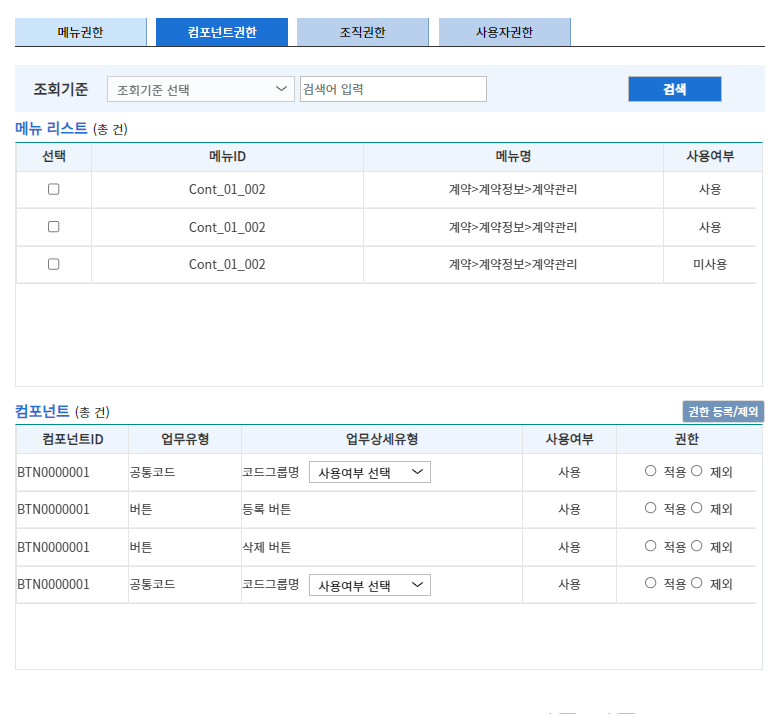 메뉴권한 컴포넌트권한 조직권한 사용자권한
조회기준 조회기준 선택 검색어 입력 검색
메뉴 리스트 (총 건)
선택 메뉴ID 메뉴명 사용여부
Cont_01_002 계약>계약정보>계약관리 사용
Cont_01_002 계약>계약정보>계약관리 사용
Cont_01_002 계약>계약정보>계약관리 미사용
컴포넌트 (총 건) 권한 등록/제외
컴포넌트ID 업무유형 업무상세유형 사용여부 권한
BTN0000001 공통코드 코드그룹명 사용여부 선택 사용 적용 제외
BTN0000001 버튼 등록 버튼 사용 적용 제외
BTN0000001 버튼 삭제 버튼 사용 적용 제외
BTN0000001 공통코드 코드그룹명 사용여부 선택 사용 적용 제외